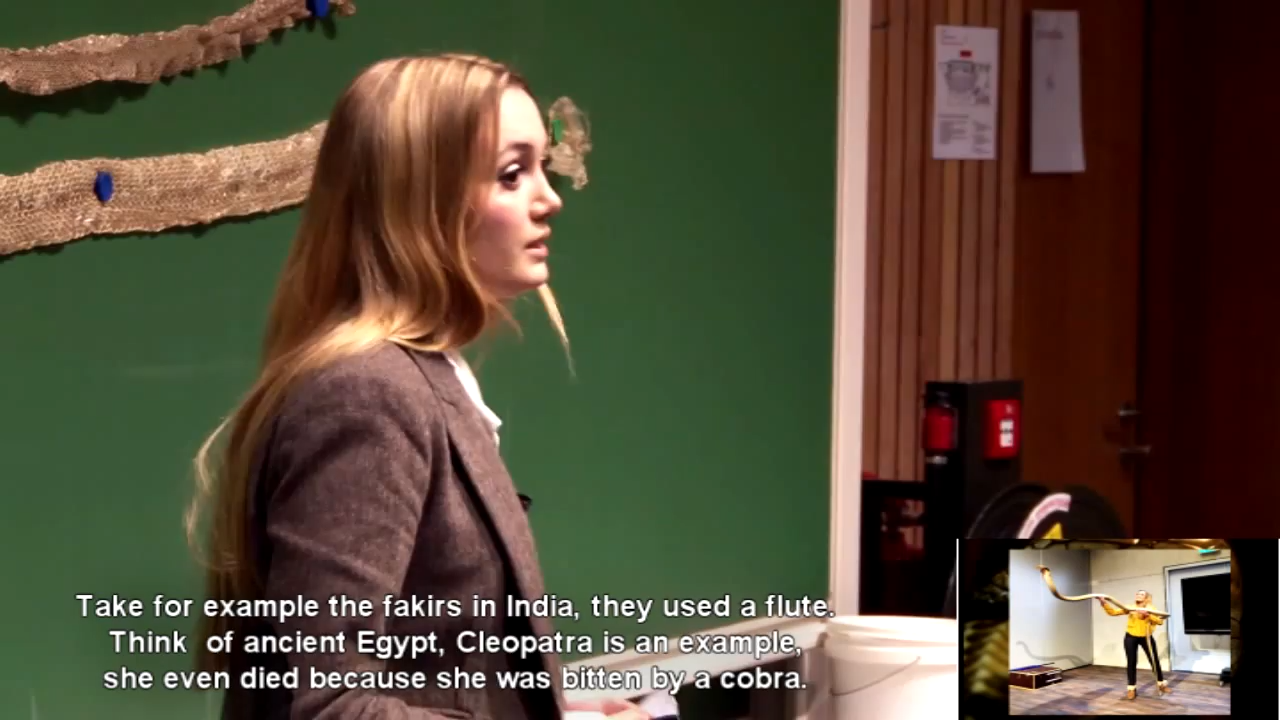 Take for example the fakirs in India, they used a flute.
Think  of ancient Egypt, Cleopatra is an example,
she even died because she was bitten by a cobra.